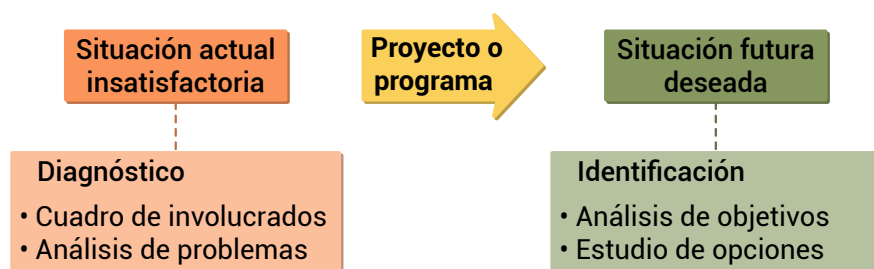 Situación actual
insatisfactoria
Proyecto o
programa
Situación futura
deseada
Diagnóstico
• Cuadro de involucrados
• Análisis de problemas
Identificación
• Análisis de objetivos
• Estudio de opciones